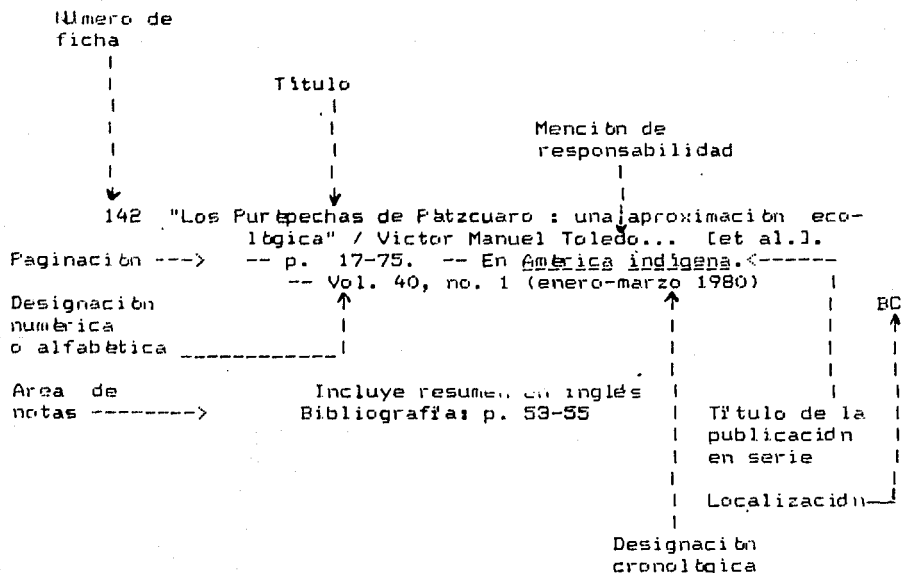 Número de
ficha
Título
Mención de
responsabilidad
142 "Los Purépechas de Pátzcuaro : una aproximación eco-
lógica" / Victor Manuel Toledo... [et al.].
Paginación ---> -- p. 17-75. -- En América indígena.<------
-- Vol. 40, no. 1 (enero-marzo 1980)
Designación BC
numérica
o alfabética ____________
Area de Incluye resumen en inglés
notas --------> Bibliografía: p. 53-55
Título de la
publicación
en serie
Localización
Designación
cronológica